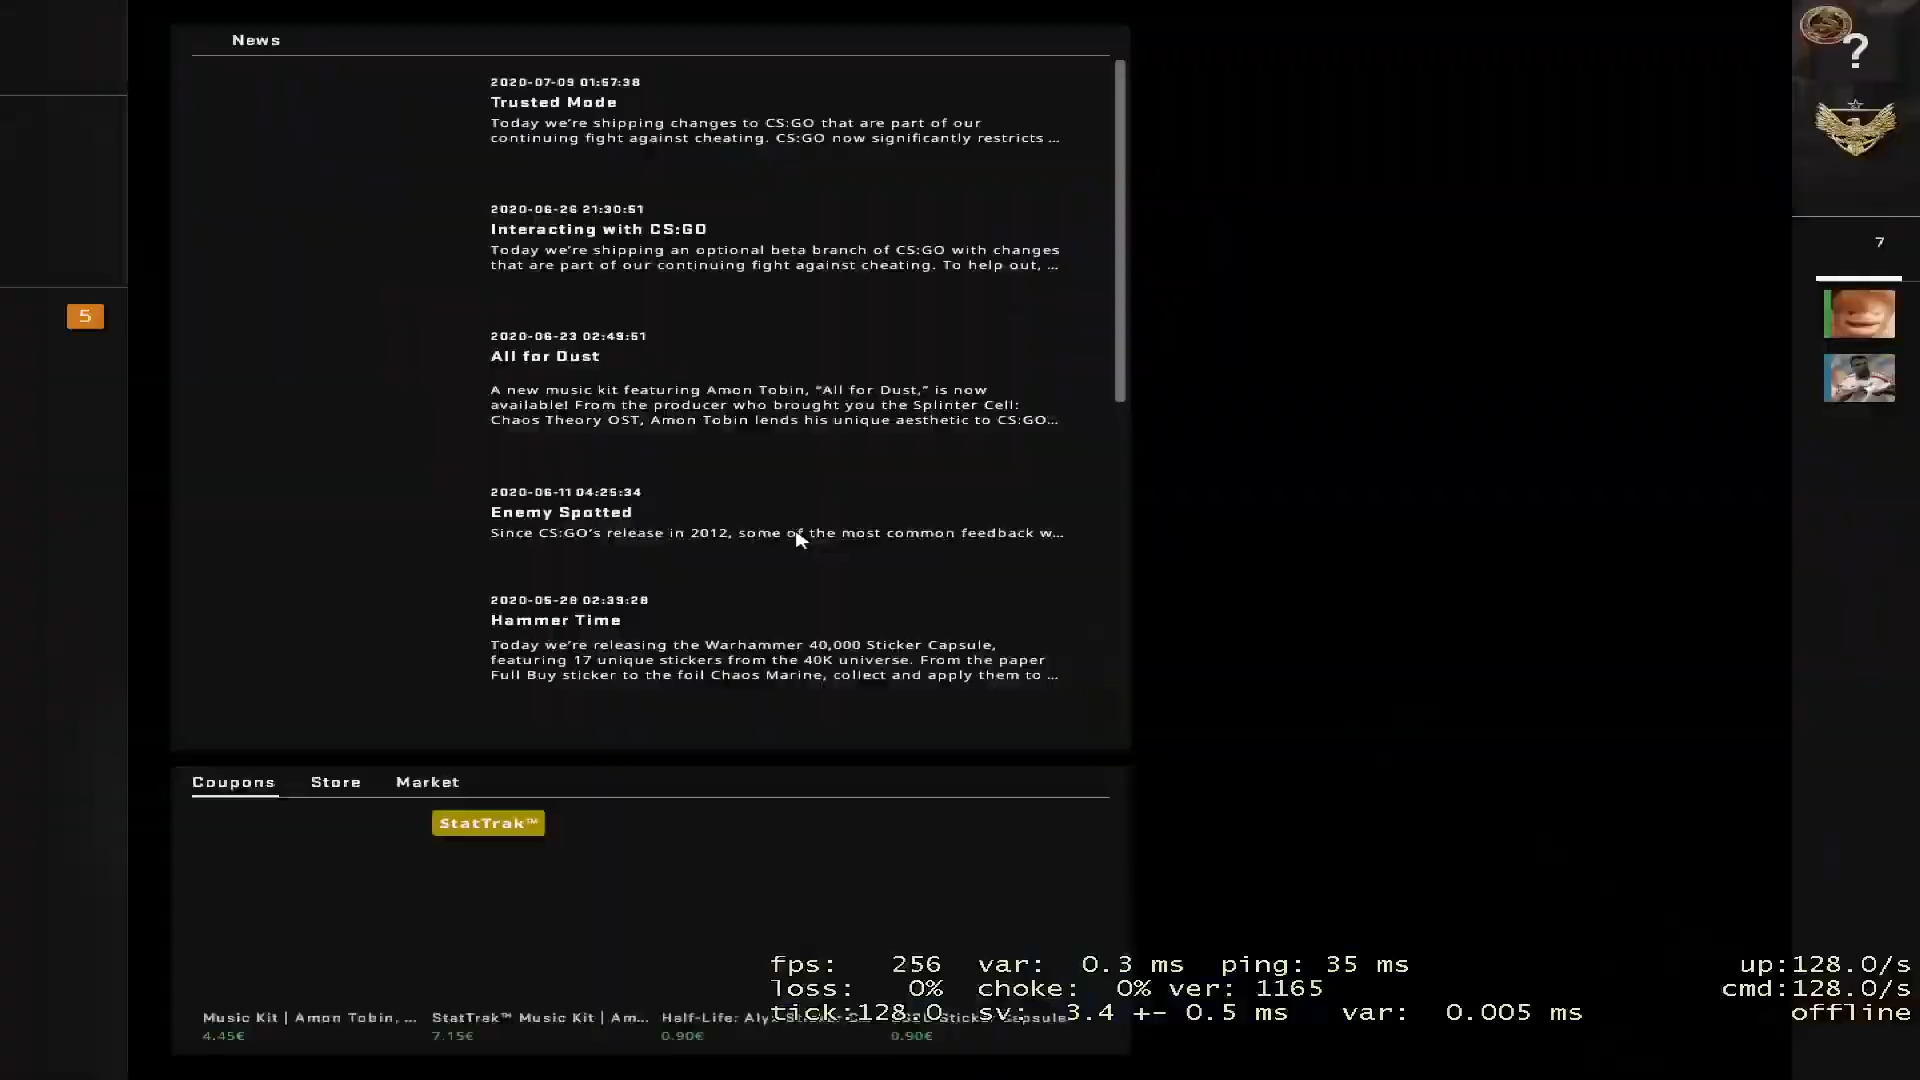 News
2020-07-09 01:57:38
Trusted Mode
Today we're shipping changes to CS:GO that are part of our
continuing fight against cheating. CS:GO now significantly restricts ...
2020-06-26 21:30:51
Interacting with CS:GO
Today we're shipping an optional beta branch of CS:GO with changes
that are part of our continuing fight against cheating. To help out, ...
2020-06-23 02:49:51
All for Dust
A new music kit featuring Amon Tobin, “All for Dust,” is now
available! From the producer who brought you the Splinter Cell:
Chaos Theory OST, Amon Tobin lends his unique aesthetic to CS:GO...
2020-06-11 04:25:34
Enemy Spotted
Since CS:GO's release in 2012, some of the most common feedback w...
2020-05-28 02:39:28
Hammer Time
Today we're releasing the Warhammer 40,000 Sticker Capsule,
featuring 17 unique stickers from the 40K universe. From the paper
Full Buy sticker to the foil Chaos Marine, collect and apply them to ...
5
?
7
Coupons Store Market
StatTrak™
Music Kit | Amon Tobin, ... StatTrak™ Music Kit | Am... Half-Life: Aly
4.45€ 7.15€ 0.90€ 0.90€
fps: 256 var: 0.3 ms ping: 35 ms up:128.0/s
loss: 0% choke: 0% ver: 1165 cmd:128.0/s
tick:128.0 sv: 3.4 +- 0.5 ms var: 0.005 ms offline